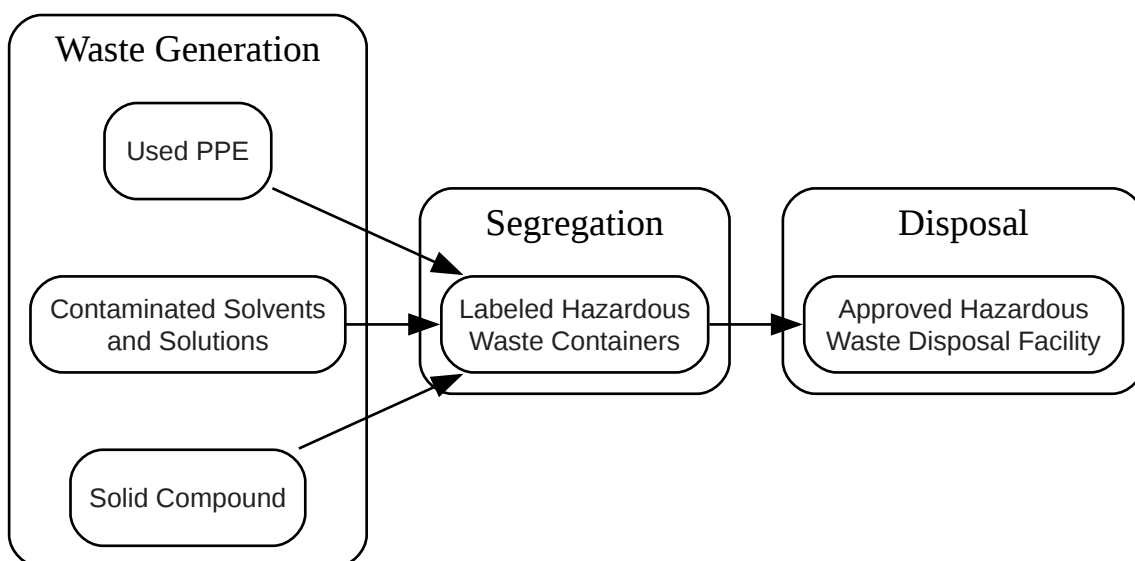 Waste Generation
Used PPE
Contaminated Solvents
and Solutions
Solid Compound
Segregation
Labeled Hazardous
Waste Containers
Disposal
Approved Hazardous
Waste Disposal Facility